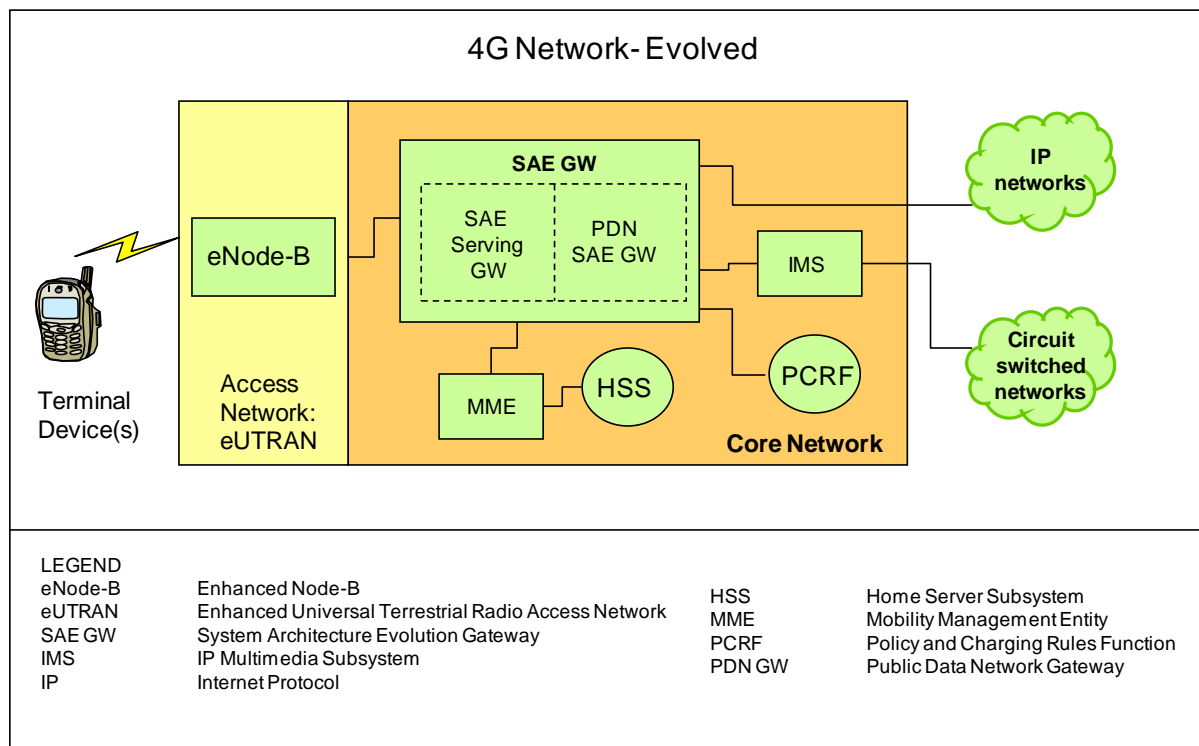 4G Network- Evolved
SAE GW
SAE
Serving
GW
PDN
SAE GW
eNode-B
IMS
IP
networks
Circuit
switched
networks
MME
HSS
PCRF
Terminal
Device(s)
Access
Network:
eUTRAN
Core Network
LEGEND
eNode-B Enhanced Node-B
eUTRAN Enhanced Universal Terrestrial Radio Access Network
SAE GW System Architecture Evolution Gateway
IMS IP Multimedia Subsystem
IP Internet Protocol
HSS Home Server Subsystem
MME Mobility Management Entity
PCRF Policy and Charging Rules Function
PDN GW Public Data Network Gateway